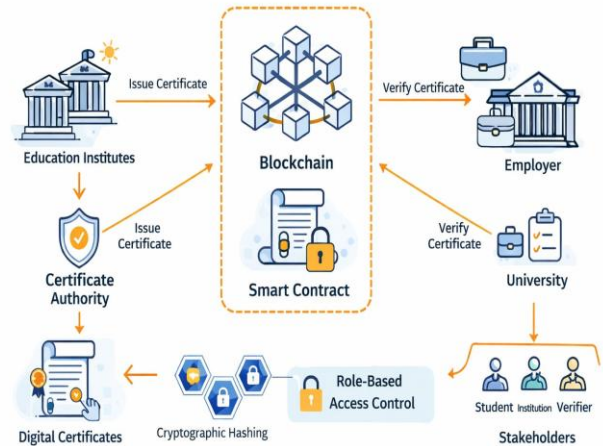 Issue Certificate
Verify Certificate
Education Institutes
Blockchain
Employer
Issue
Certificate
Verify
Certificate
Certificate
Authority
Smart Contract
University
Role-Based
Access Control
Student Institution Verifier
Digital Certificates
Cryptographic Hashing
Stakeholders